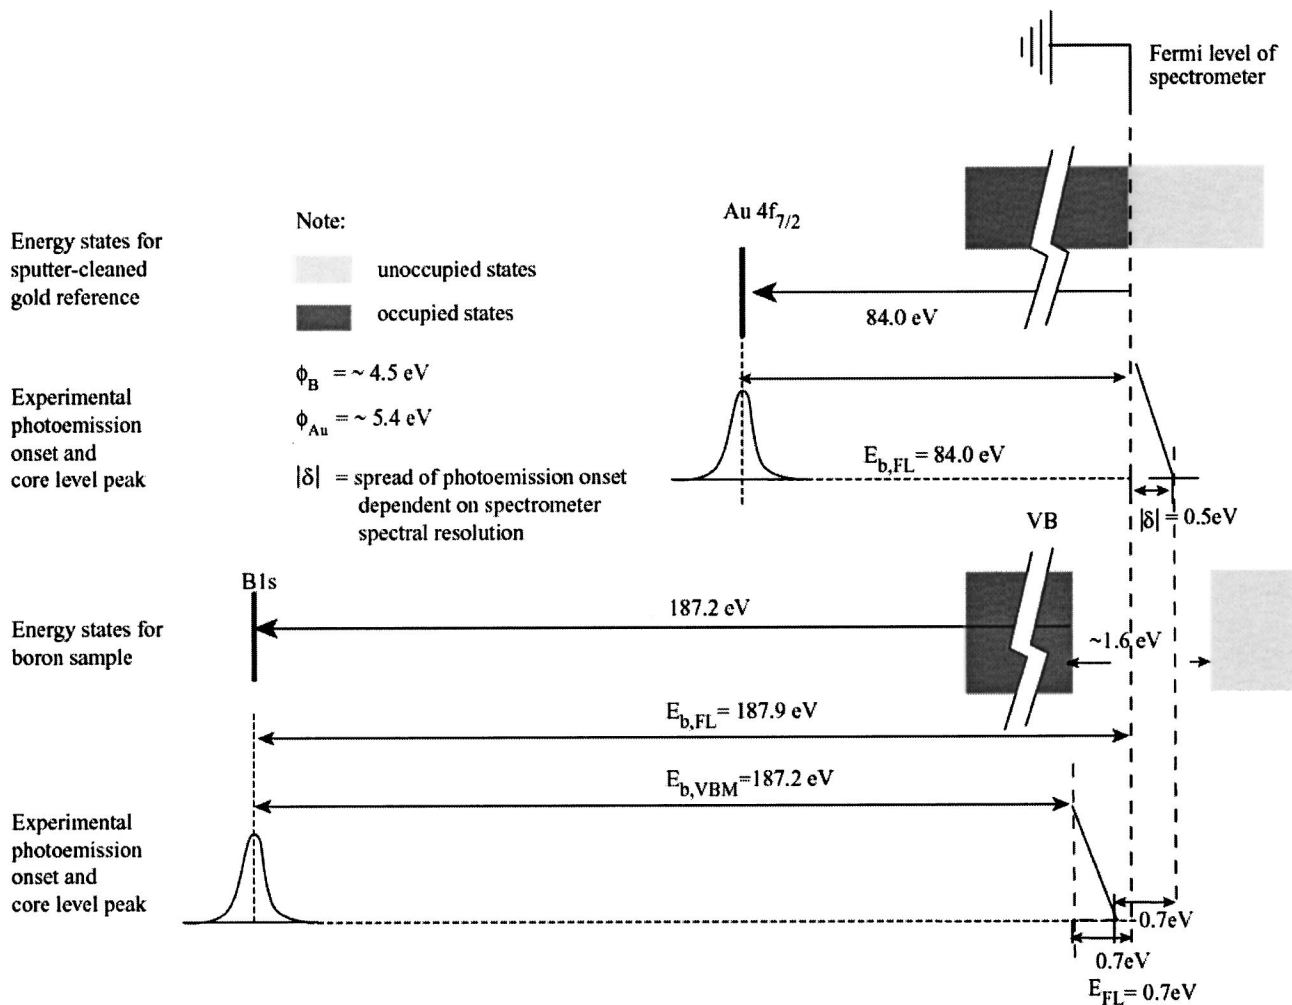 Fermi level of
spectrometer
Energy states for
sputter-cleaned
gold reference
Note:
unoccupied states
occupied states
Au 4f7/2
84.0 eV
ϕB = ~ 4.5 eV
ϕAu = ~ 5.4 eV
|δ| = spread of photoemission onset
dependent on spectrometer
spectral resolution
Experimental
photoemission
onset and
core level peak
Eb,FL = 84.0 eV
|δ| = 0.5eV
VB
B1s
187.2 eV
~1.6 eV
Energy states for
boron sample
Eb,FL= 187.9 eV
Eb,VBM=187.2 eV
Experimental
photoemission
onset and
core level peak
0.7eV
0.7eV
EFL= 0.7eV